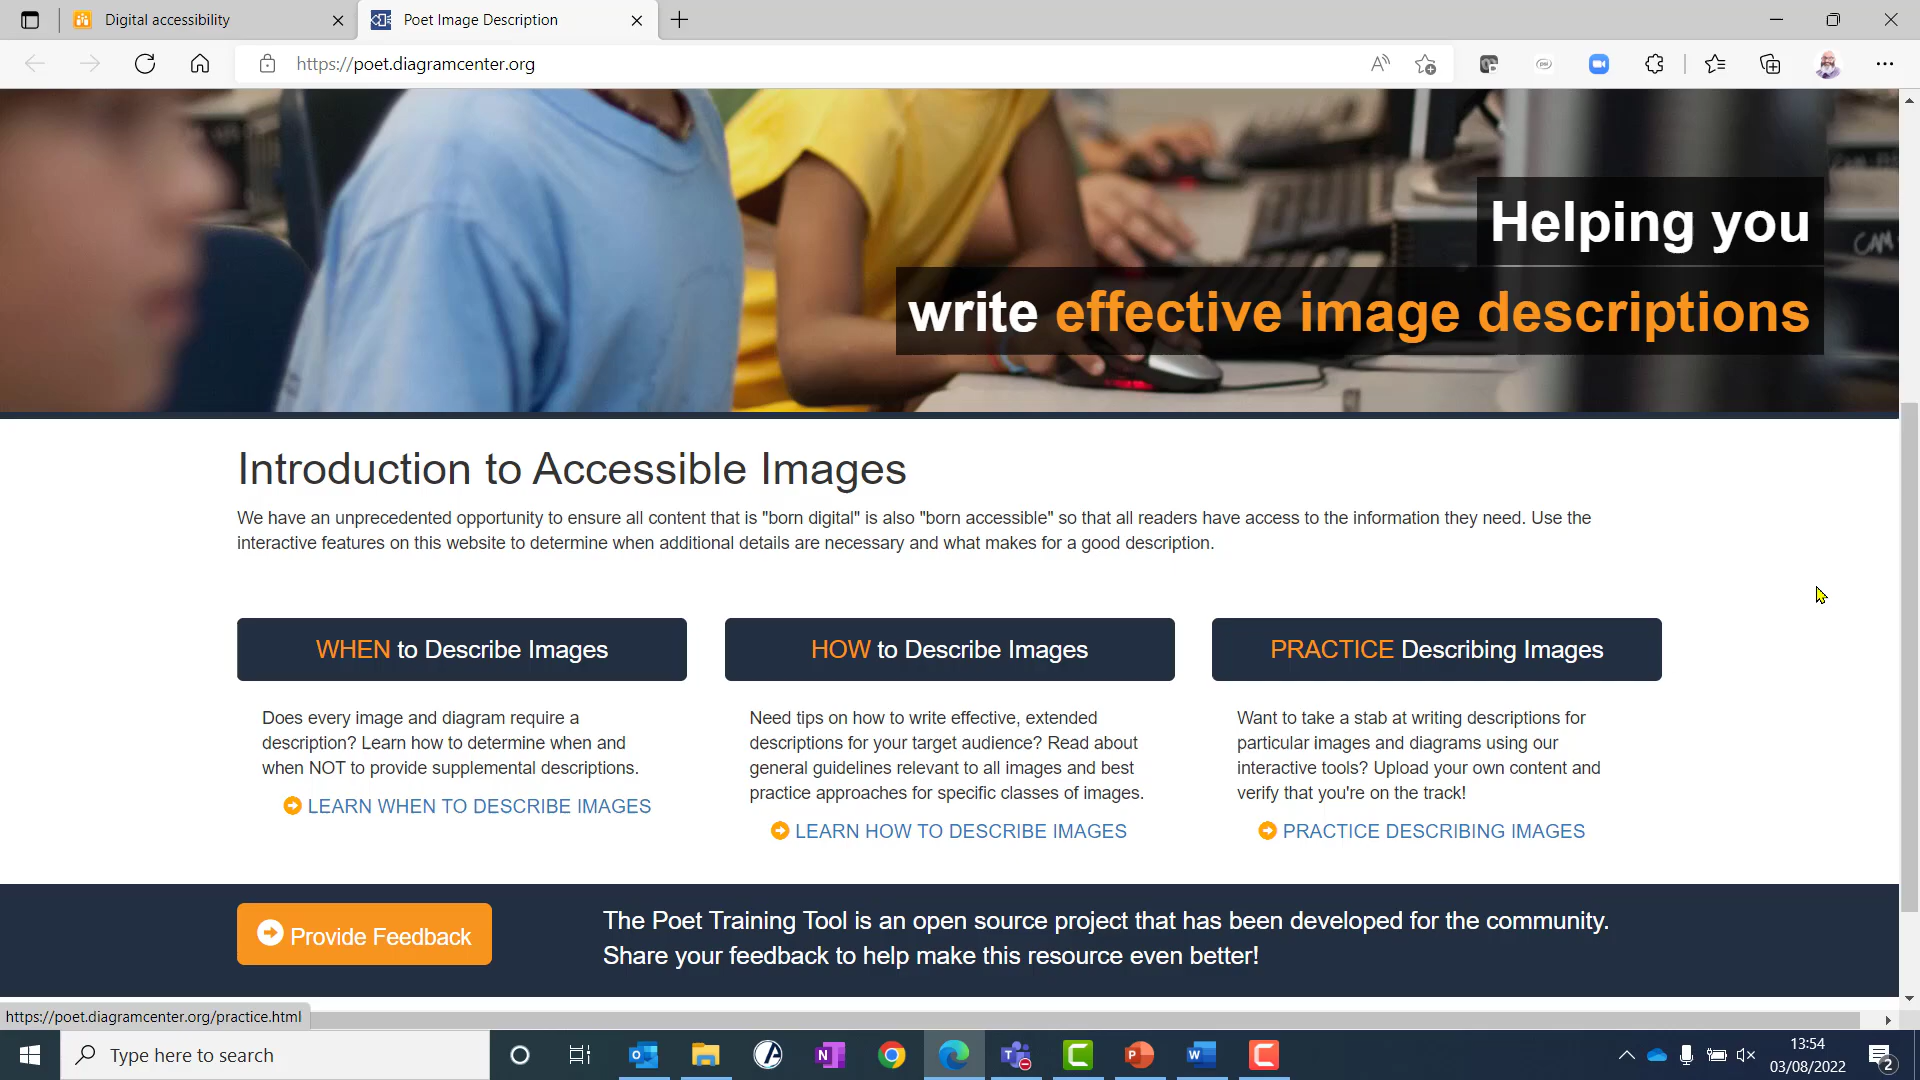 Digital accessibility
Poet Image Description
https://poet.diagramcenter.org
CAM
Helping you
write effective image descriptions
Introduction to Accessible Images
We have an unprecedented opportunity to ensure all content that is "born digital" is also "born accessible" so that all readers have access to the information they need. Use the
interactive features on this website to determine when additional details are necessary and what makes for a good description.
WHEN to Describe Images
Does every image and diagram require a
description? Learn how to determine when and
when NOT to provide supplemental descriptions.
LEARN WHEN TO DESCRIBE IMAGES
HOW to Describe Images
Need tips on how to write effective, extended
descriptions for your target audience? Read about
general guidelines relevant to all images and best
practice approaches for specific classes of images.
LEARN HOW TO DESCRIBE IMAGES
PRACTICE Describing Images
Want to take a stab at writing descriptions for
particular images and diagrams using our
interactive tools? Upload your own content and
verify that you're on the track!
PRACTICE DESCRIBING IMAGES
Provide Feedback
The Poet Training Tool is an open source project that has been developed for the community.
Share your feedback to help make this resource even better!
https://poet.diagramcenter.org/practice.html
Type here to search
13:54
03/08/2022
2